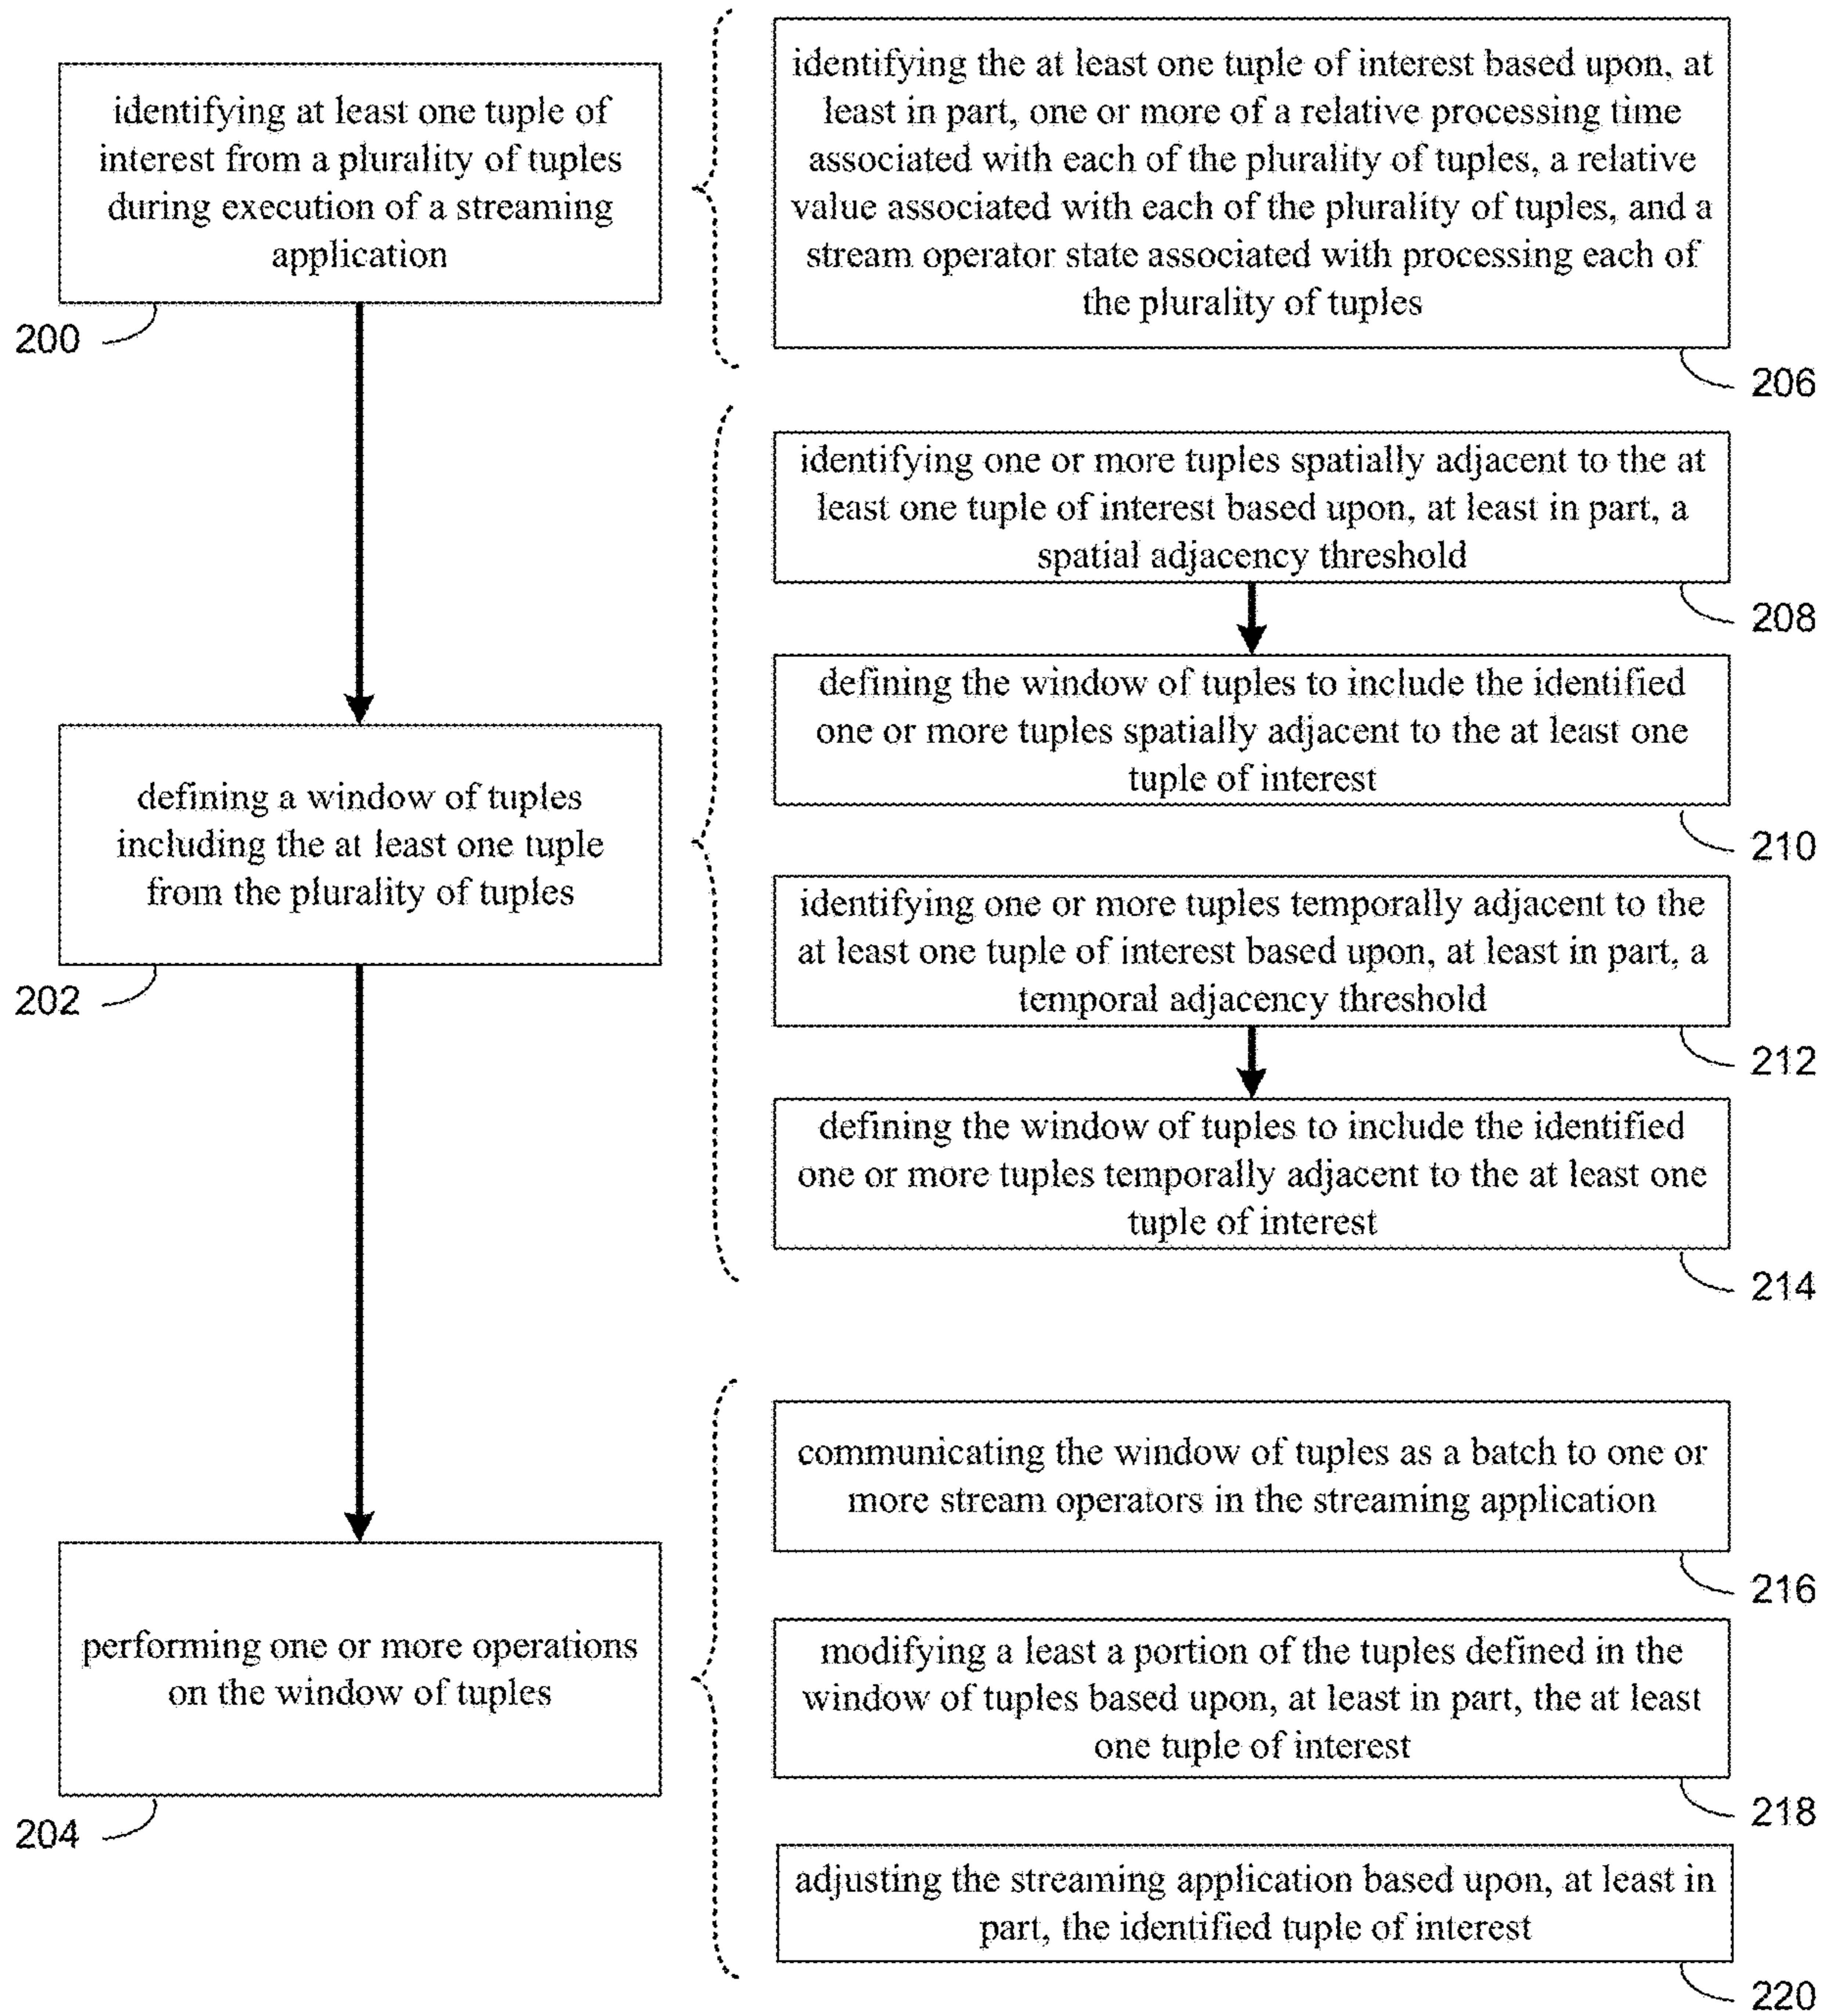 identifying at least one tuple of
interest from a plurality of tuples
during execution of a streaming
application
200
identifying the at least one tuple of interest based upon, at
least in part, one or more of a relative processing time
associated with each of the plurality of tuples, a relative
value associated with each of the plurality of tuples, and a
stream operator state associated with processing each of
the plurality of tuples
206
identifying one or more tuples spatially adjacent to the at
least one tuple of interest based upon, at least in part, a
spatial adjacency threshold
208
defining the window of tuples to include the identified
one or more tuples spatially adjacent to the at least one
tuple of interest
210
defining a window of tuples
including the at least one tuple
from the plurality of tuples
202
identifying one or more tuples temporally adjacent to the
at least one tuple of interest based upon, at least in part, a
temporal adjacency threshold
212
defining the window of tuples to include the identified
one or more tuples temporally adjacent to the at least one
tuple of interest
214
performing one or more operations
on the window of tuples
204
communicating the window of tuples as a batch to one or
more stream operators in the streaming application
216
modifying a least a portion of the tuples defined in the
window of tuples based upon, at least in part, the at least
one tuple of interest
218
adjusting the streaming application based upon, at least in
part, the identified tuple of interest
220